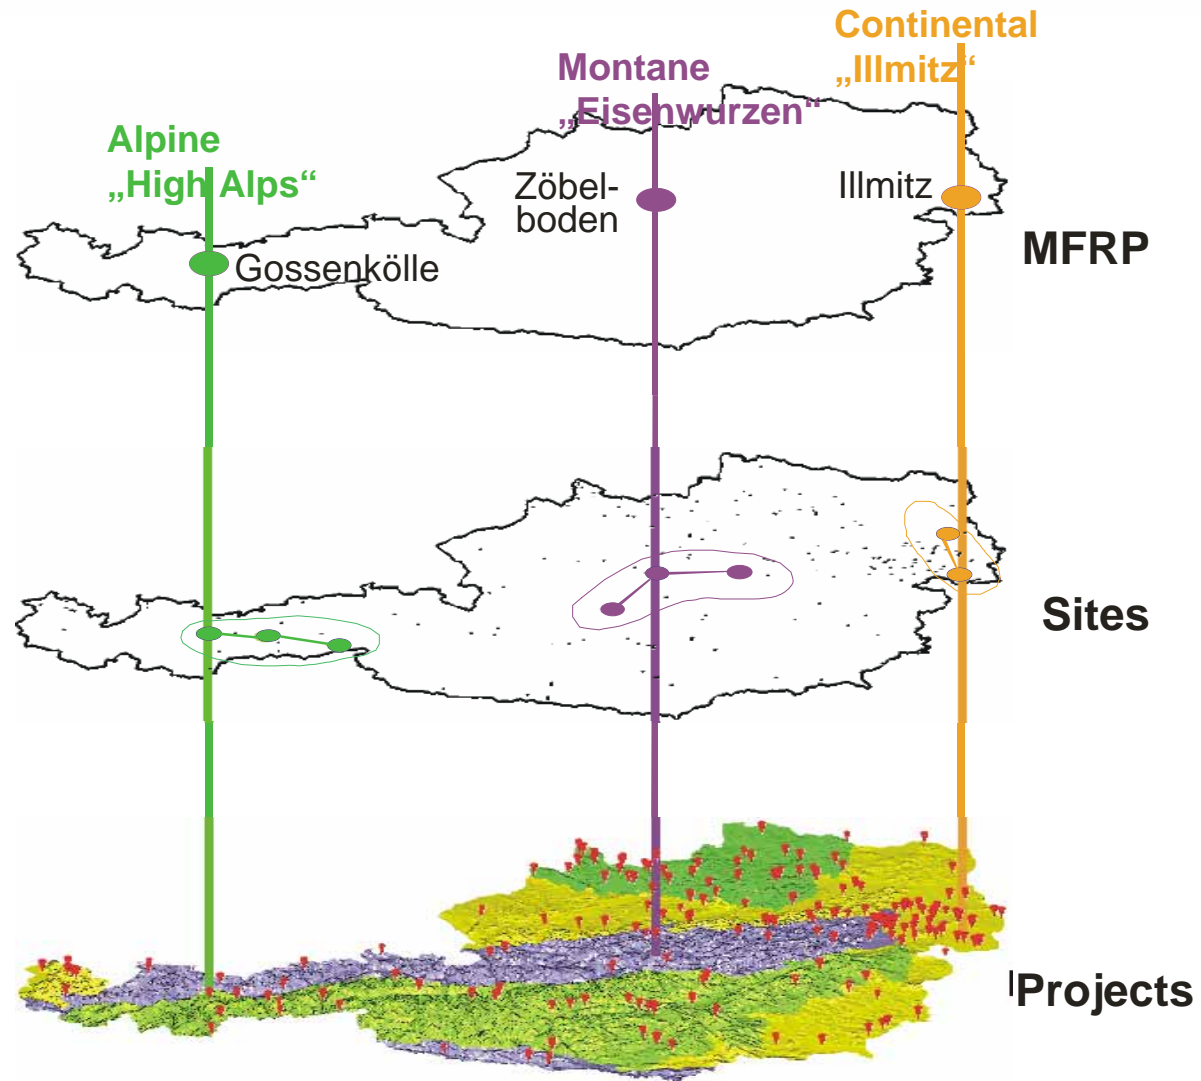 Continental
„Illmitz“
Montane
„Eisenwurzen“
Alpine
„High Alps“
Zöbel-
boden
Illmitz
MFRP
Gossenkölle
Sites
Projects